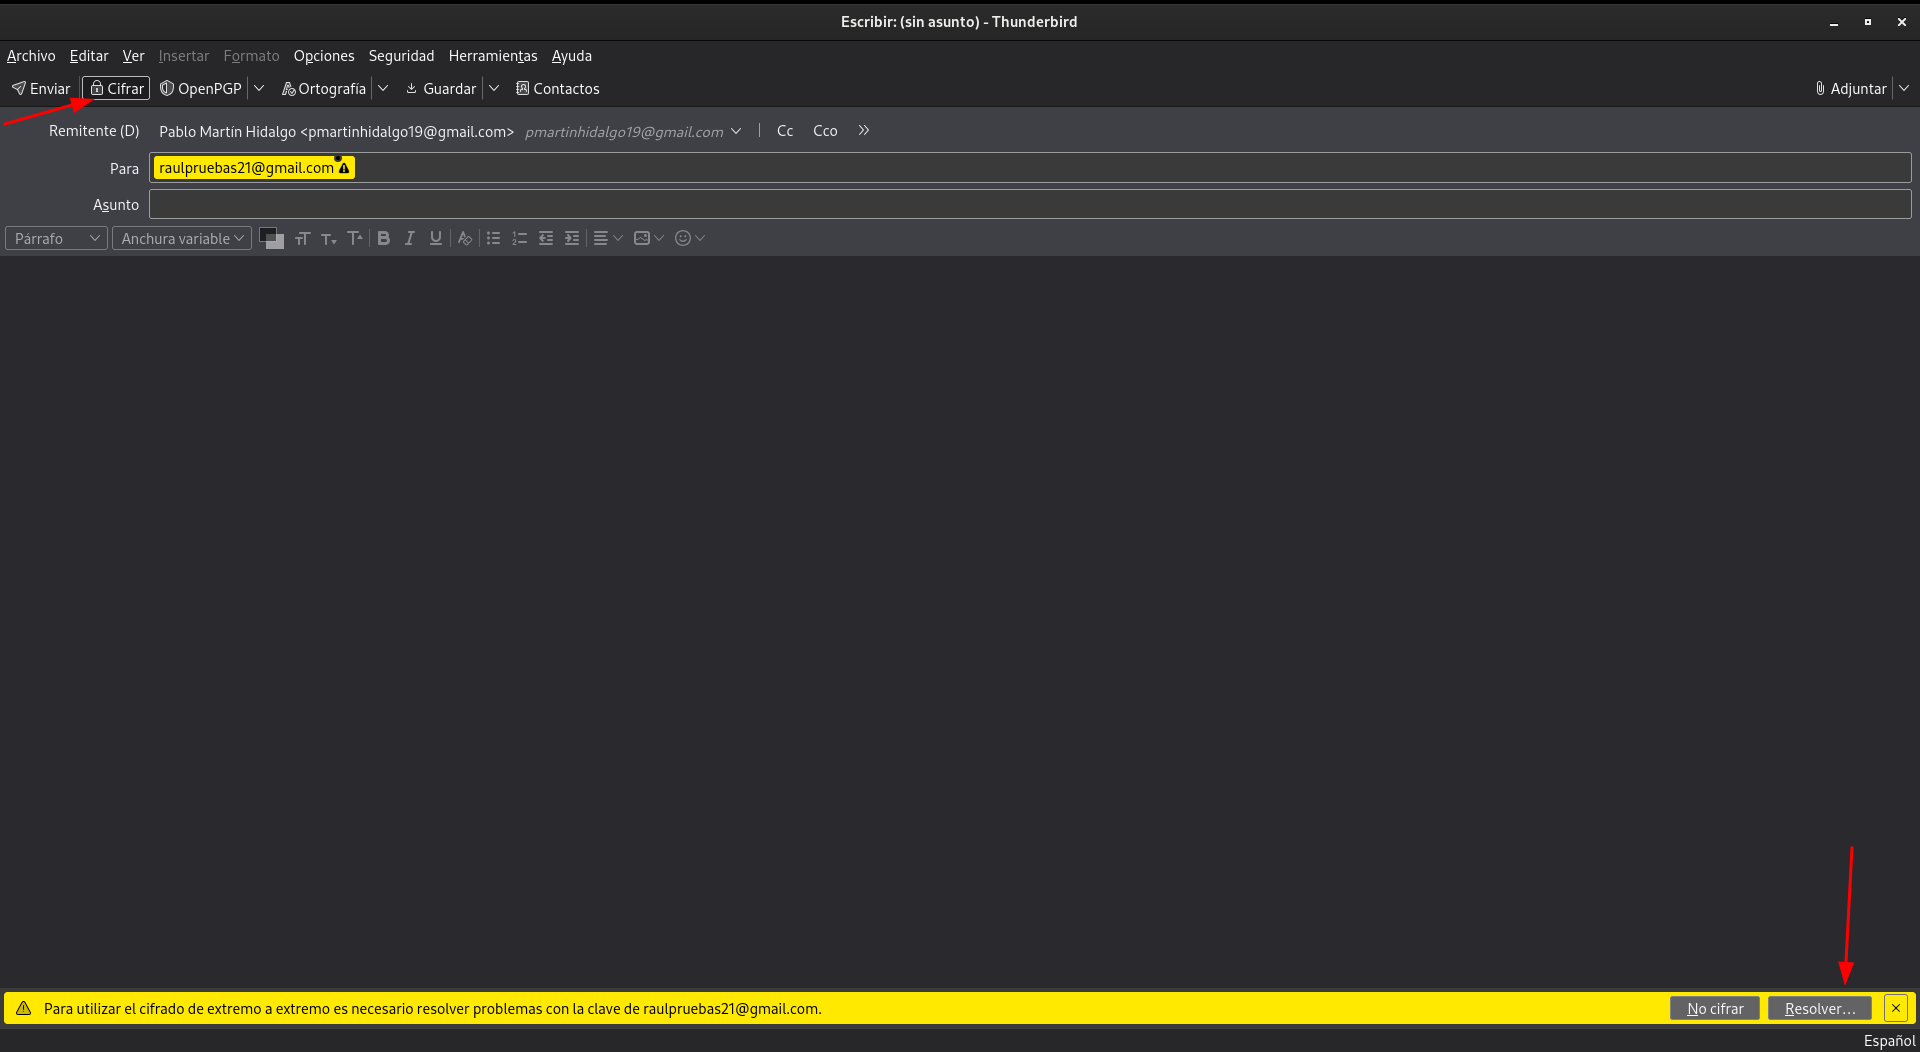 Escribir: (sin asunto) - Thunderbird
Archivo Editar Ver Insertar Formato Opciones Seguridad Herramientas Ayuda
Enviar Cifrar OpenPGP Ortografía Guardar Contactos Adjuntar
Remitente (D) Pablo Martín Hidalgo <pmartinhidalgo19@gmail.com> pmartinhidalgo19@gmail.com Cc Cco
Para raulpruebas21@gmail.com
Asunto
Párrafo Anchura variable
Para utilizar el cifrado de extremo a extremo es necesario resolver problemas con la clave de raulpruebas21@gmail.com. No cifrar Resolver...
Español